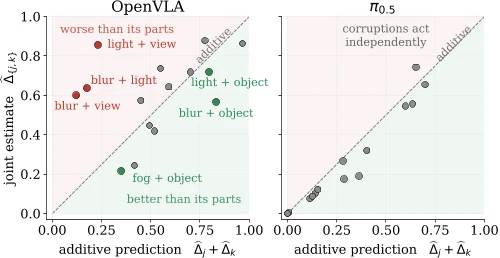 OpenVLA
π0.5
worse than its parts
light + view
additive
blur + light
blur + view
light + object
blur + object
fog + object
better than its parts
corruptions act
independently
additive
joint estimate Δ̂{j, k}
1.0
0.8
0.6
0.4
0.2
0.0
0.00 0.25 0.50 0.75 1.00
0.00 0.25 0.50 0.75 1.00
additive prediction Δ̂j + Δ̂k
additive prediction Δ̂j + Δ̂k